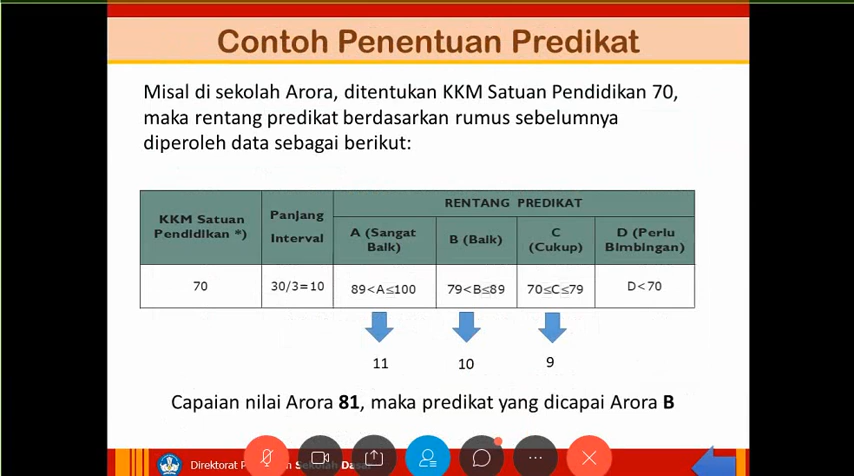 Contoh Penentuan Predikat
Misal di sekolah Arora, ditentukan KKM Satuan Pendidikan 70,
maka rentang predikat berdasarkan rumus sebelumnya
diperoleh data sebagai berikut:
KKM Satuan
Pendidikan *)
Panjang
Interval
RENTANG PREDIKAT
A (Sangat
Baik)
B (Baik)
C
(Cukup)
D (Perlu
Bimbingan)
70
30/3=10
89<A≤100
79<B≤89
70≤C≤79
D<70
11
10
9
Capaian nilai Arora 81, maka predikat yang dicapai Arora B
Direktorat Sekolah Dasar